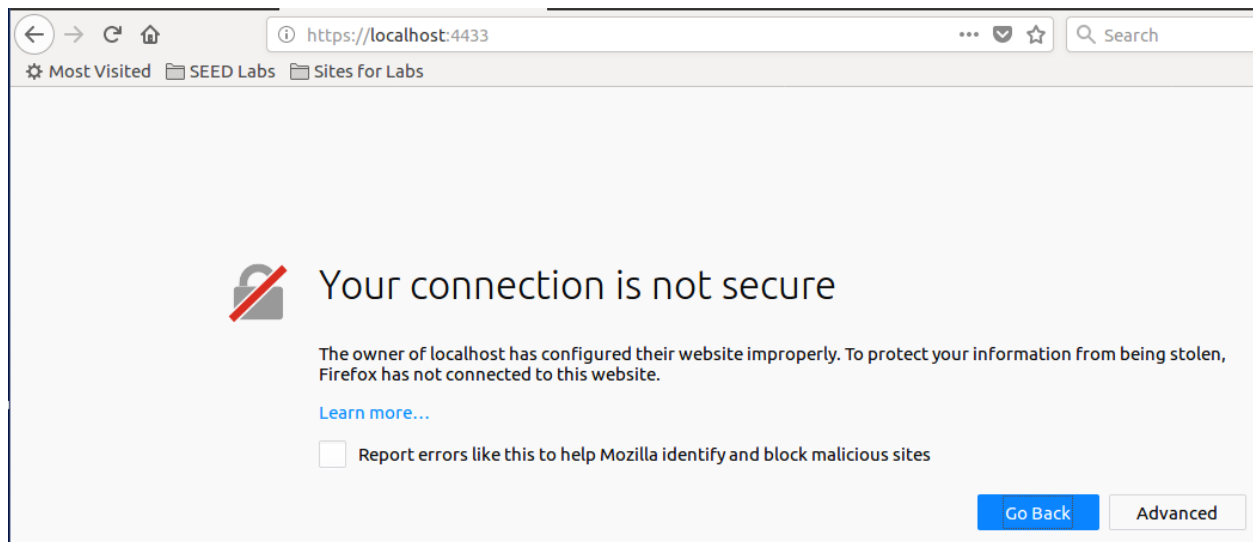 https://localhost:4433
Search
Most Visited SEED Labs Sites for Labs
Your connection is not secure
The owner of localhost has configured their website improperly. To protect your information from being stolen,
Firefox has not connected to this website.
Learn more…
Report errors like this to help Mozilla identify and block malicious sites
Go Back Advanced